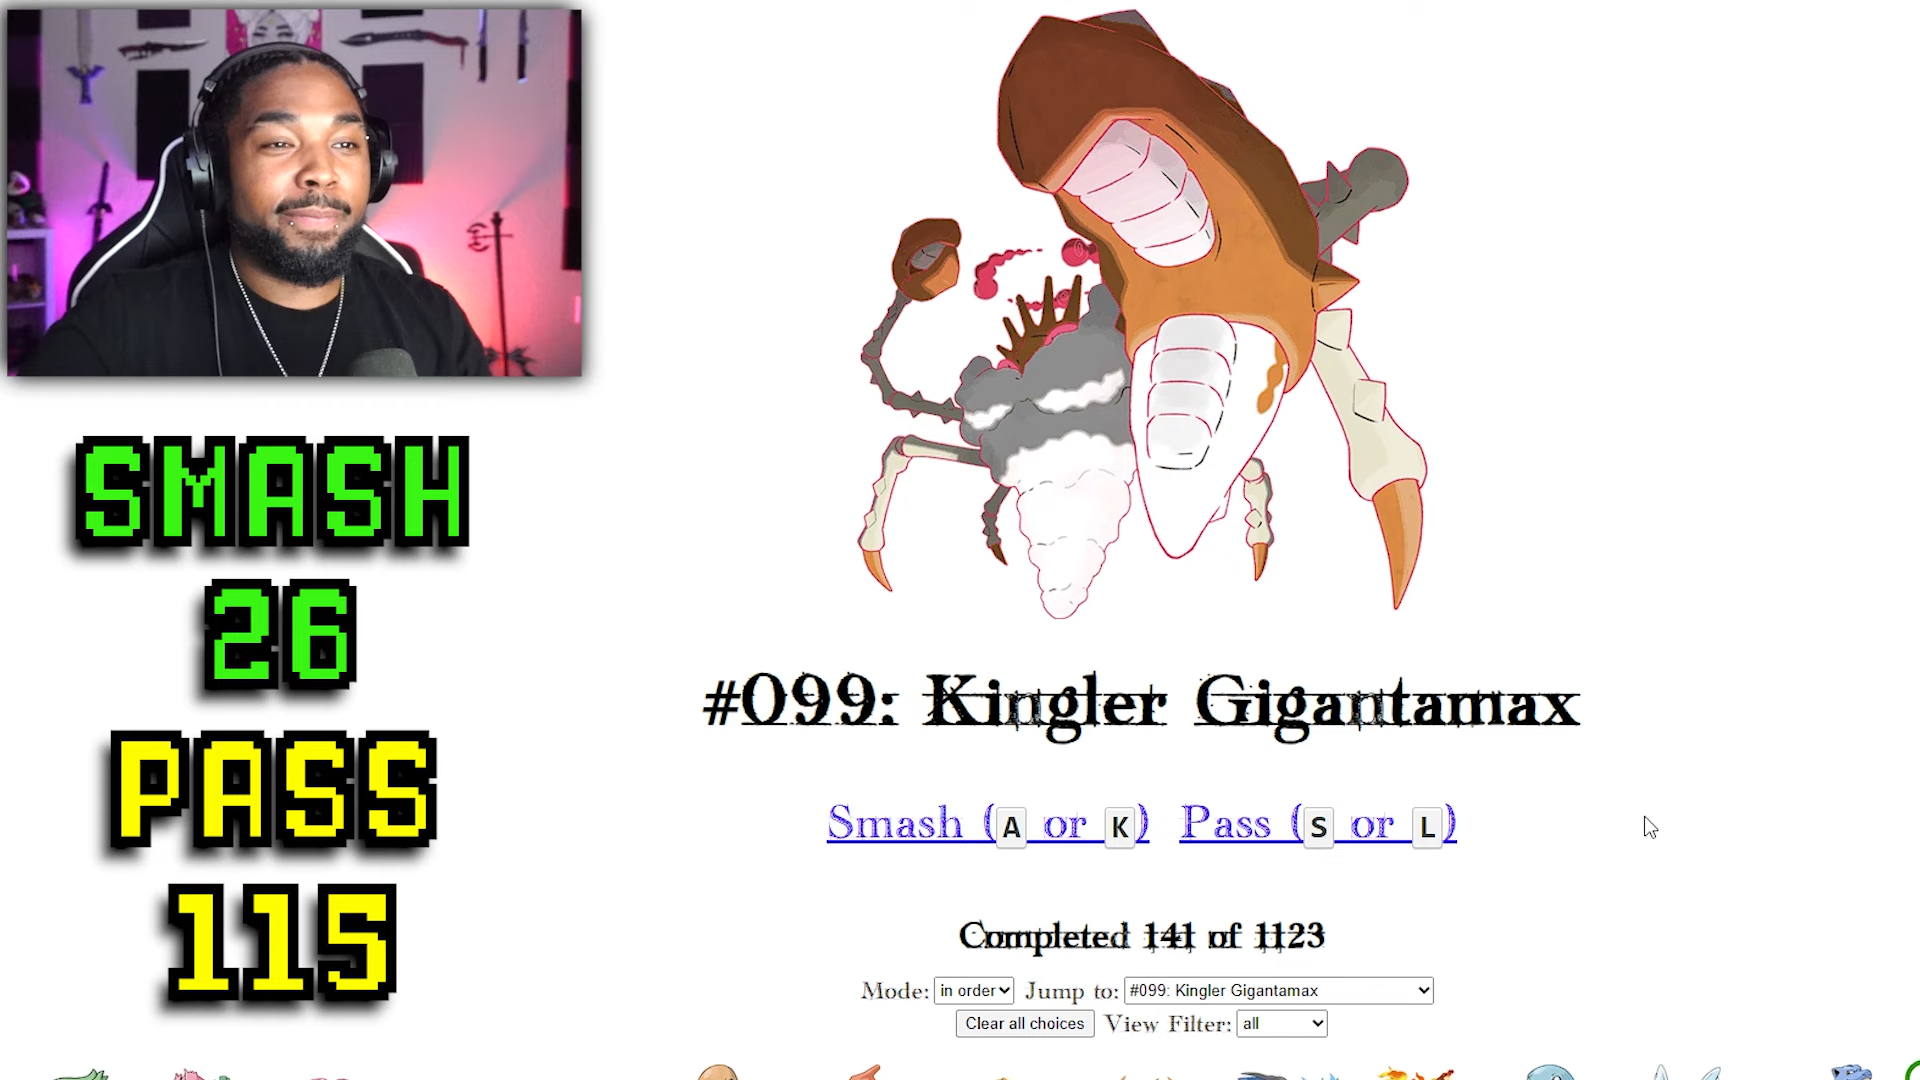 SMASH
26
PASS
115
#099: Kingler Gigantamax
Smash (A or K) Pass (S or L)
Completed 141 of 1123
Mode: in order Jump to: #099: Kingler Gigantamax
Clear all choices View Filter: all